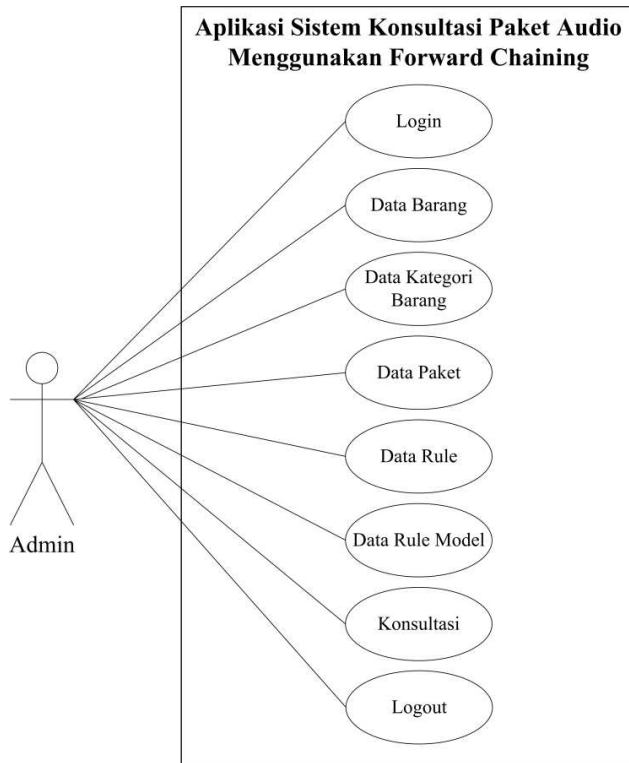 Aplikasi Sistem Konsultasi Paket Audio
Menggunakan Forward Chaining
Login
Data Barang
Data Kategori
Barang
Data Paket
Data Rule
Admin
Data Rule Model
Konsultasi
Logout